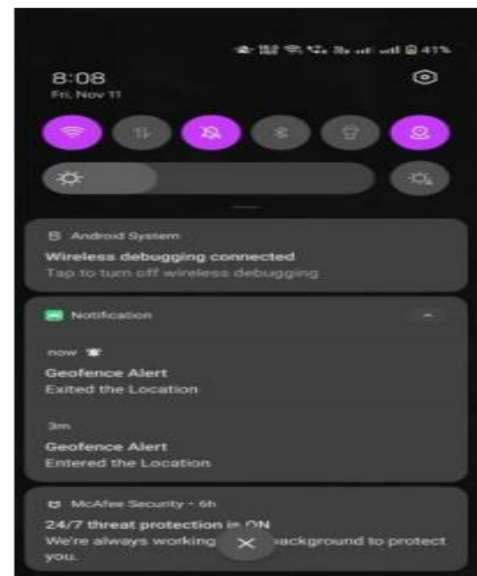 41%
8:08
Fri, Nov 11
Android System
Wireless debugging connected
Tap to turn off wireless debugging
Notification
now
Geofence Alert
Exited the Location
3m
Geofence Alert
Entered the Location
McAfee Security • 6h
24/7 threat protection is ON
We're always working ackground to protect
you.